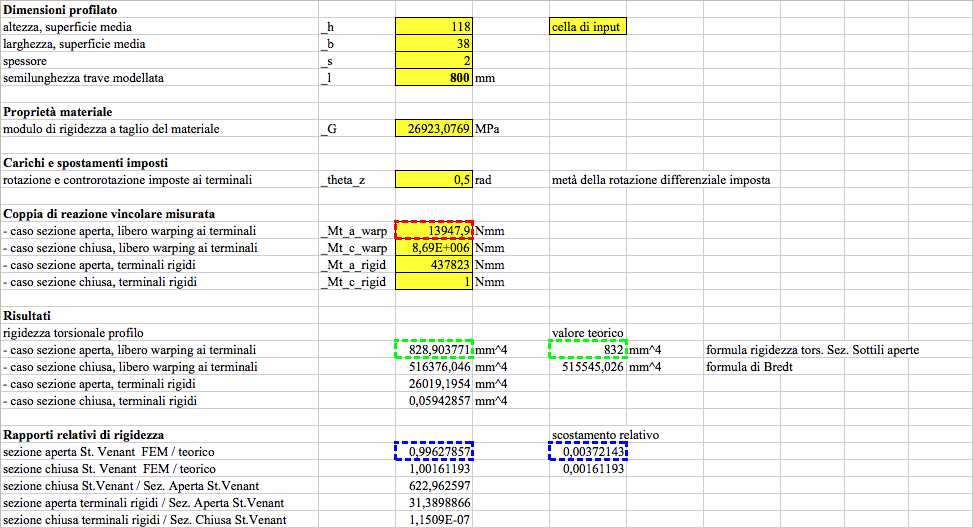 Dimensioni profilato
altezza, superficie media _h 118 cella di input
larghezza, superficie media _b 38
spessore _s 2
semilunghezza trave modellata _l 800 mm
Proprietà materiale
modulo di rigidezza a taglio del materiale _G 26923,0769 MPa
Carichi e spostamenti imposti
rotazione e controrotazione imposte ai terminali _theta_z 0,5 rad metà della rotazione differenziale imposta
Coppia di reazione vincolare misurata
- caso sezione aperta, libero warping ai terminali _Mt_a_warp 13947,9 Nmm
- caso sezione chiusa, libero warping ai terminali _Mt_c_warp 8,69E+006 Nmm
- caso sezione aperta, terminali rigidi _Mt_a_rigid 437823 Nmm
- caso sezione chiusa, terminali rigidi _Mt_c_rigid 1 Nmm
Risultati
rigidezza torsionale profilo valore teorico
- caso sezione aperta, libero warping ai terminali 828,903771 mm^4 832 mm^4 formula rigidezza tors. Sez. Sottili aperte
- caso sezione chiusa, libero warping ai terminali 516376,046 mm^4 515545,026 mm^4 formula di Bredt
- caso sezione aperta, terminali rigidi 26019,1954 mm^4
- caso sezione chiusa, terminali rigidi 0,05942857 mm^4
Rapporti relativi di rigidezza scostamento relativo
sezione aperta St. Venant FEM / teorico 0,99627857 0,00372143
sezione chiusa St. Venant FEM / teorico 1,00161193 0,00161193
sezione chiusa St.Venant / Sez. Aperta St.Venant 622,962597
sezione aperta terminali rigidi / Sez. Aperta St.Venant 31,3898866
sezione chiusa terminali rigidi / Sez. Chiusa St.Venant 1,1509E-07